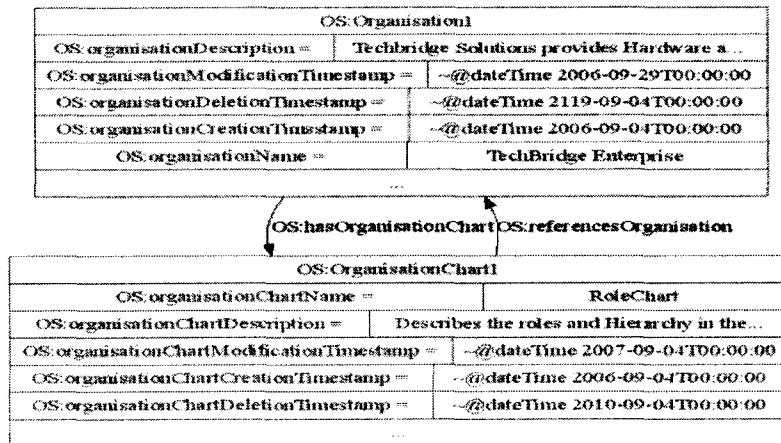 OS:Organisation1
OS:organisationDescription = Techbridge Solutions provides Hardware a...
OS:organisationModificationTimestamp = ~@dateTime 2006-09-29T00:00:00
OS:organisationDeletionTimestamp = ~@dateTime 2119-09-04T00:00:00
OS:organisationCreationTimestamp = ~@dateTime 2006-09-04T00:00:00
OS:organisationName = TechBridge Enterprise
...
OS:hasOrganisationChart OS:referencesOrganisation
OS:OrganisationChart1
OS:organisationChartName = RoleChart
OS:organisationChartDescription = Describes the roles and Hierarchy in the...
OS:organisationChartModificationTimestamp = ~@dateTime 2007-09-04T00:00:00
OS:organisationChartCreationTimestamp = ~@dateTime 2006-09-04T00:00:00
OS:organisationChartDeletionTimestamp = ~@dateTime 2010-09-04T00:00:00
...